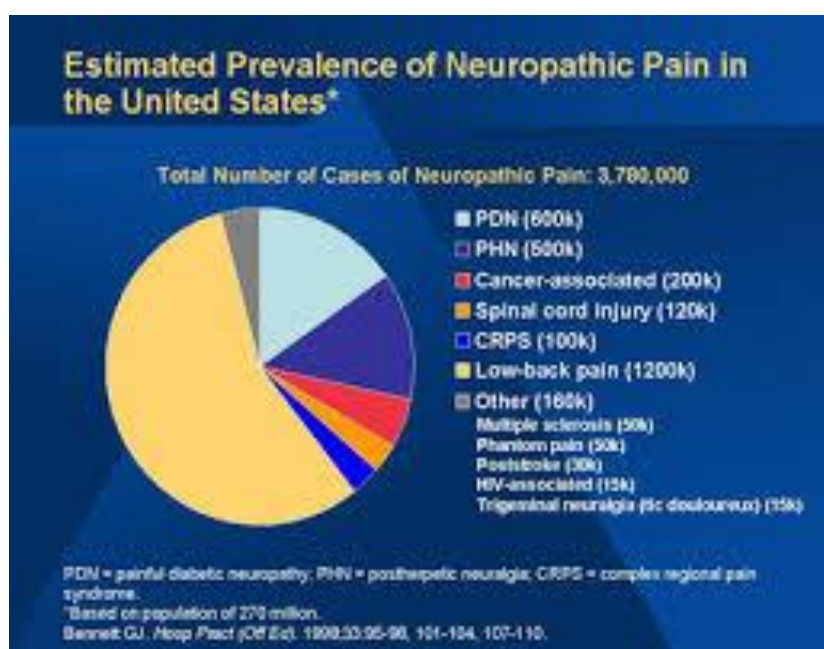 Estimated Prevalence of Neuropathic Pain in
the United States*
Total Number of Cases of Neuropathic Pain: 3,780,000
PDN (600k)
PHN (500k)
Cancer-associated (200k)
Spinal cord injury (120k)
CRPS (100k)
Low-back pain (1200k)
Other (160k)
Multiple sclerosis (50k)
Phantom pain (50k)
Poststroke (30k)
HIV-associated (15k)
Trigeminal neuralgia (tic douloureux) (15k)
PDN = painful diabetic neuropathy; PHN = postherpetic neuralgia; CRPS = complex regional pain
syndrome.
*Based on population of 270 million.
Bennett GJ. Hosp Pract (Off Ed). 1998;33:95-98, 101-104, 107-110.